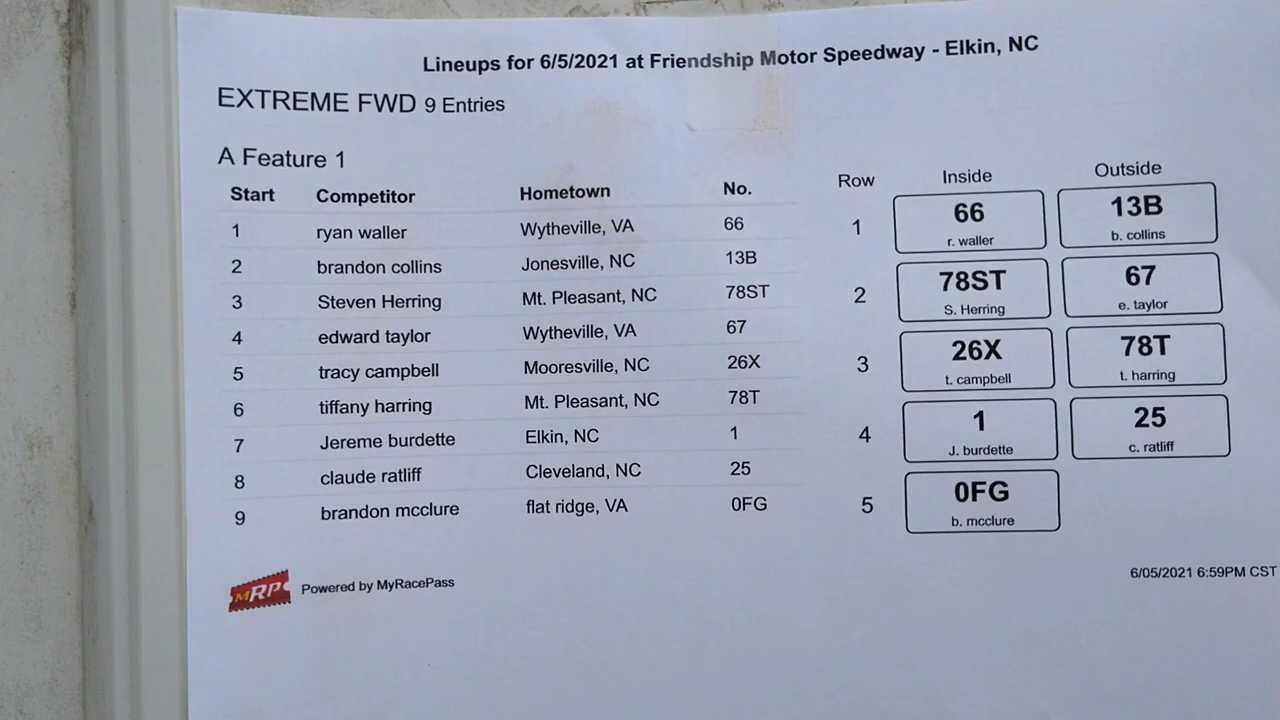 Lineups for 6/5/2021 at Friendship Motor Speedway - Elkin, NC
EXTREME FWD 9 Entries
A Feature 1
Start Competitor Hometown No.
1 ryan waller Wytheville, VA 66
2 brandon collins Jonesville, NC 13B
3 Steven Herring Mt. Pleasant, NC 78ST
4 edward taylor Wytheville, VA 67
5 tracy campbell Mooresville, NC 26X
6 tiffany harring Mt. Pleasant, NC 78T
7 Jereme burdette Elkin, NC 1
8 claude ratliff Cleveland, NC 25
9 brandon mcclure flat ridge, VA 0FG
Row Inside Outside
1 66 13B
r. waller b. collins
2 78ST 67
S. Herring e. taylor
3 26X 78T
t. campbell t. harring
4 1 25
J. burdette c. ratliff
5 0FG
b. mcclure
MRP Powered by MyRacePass
6/05/2021 6:59PM CST